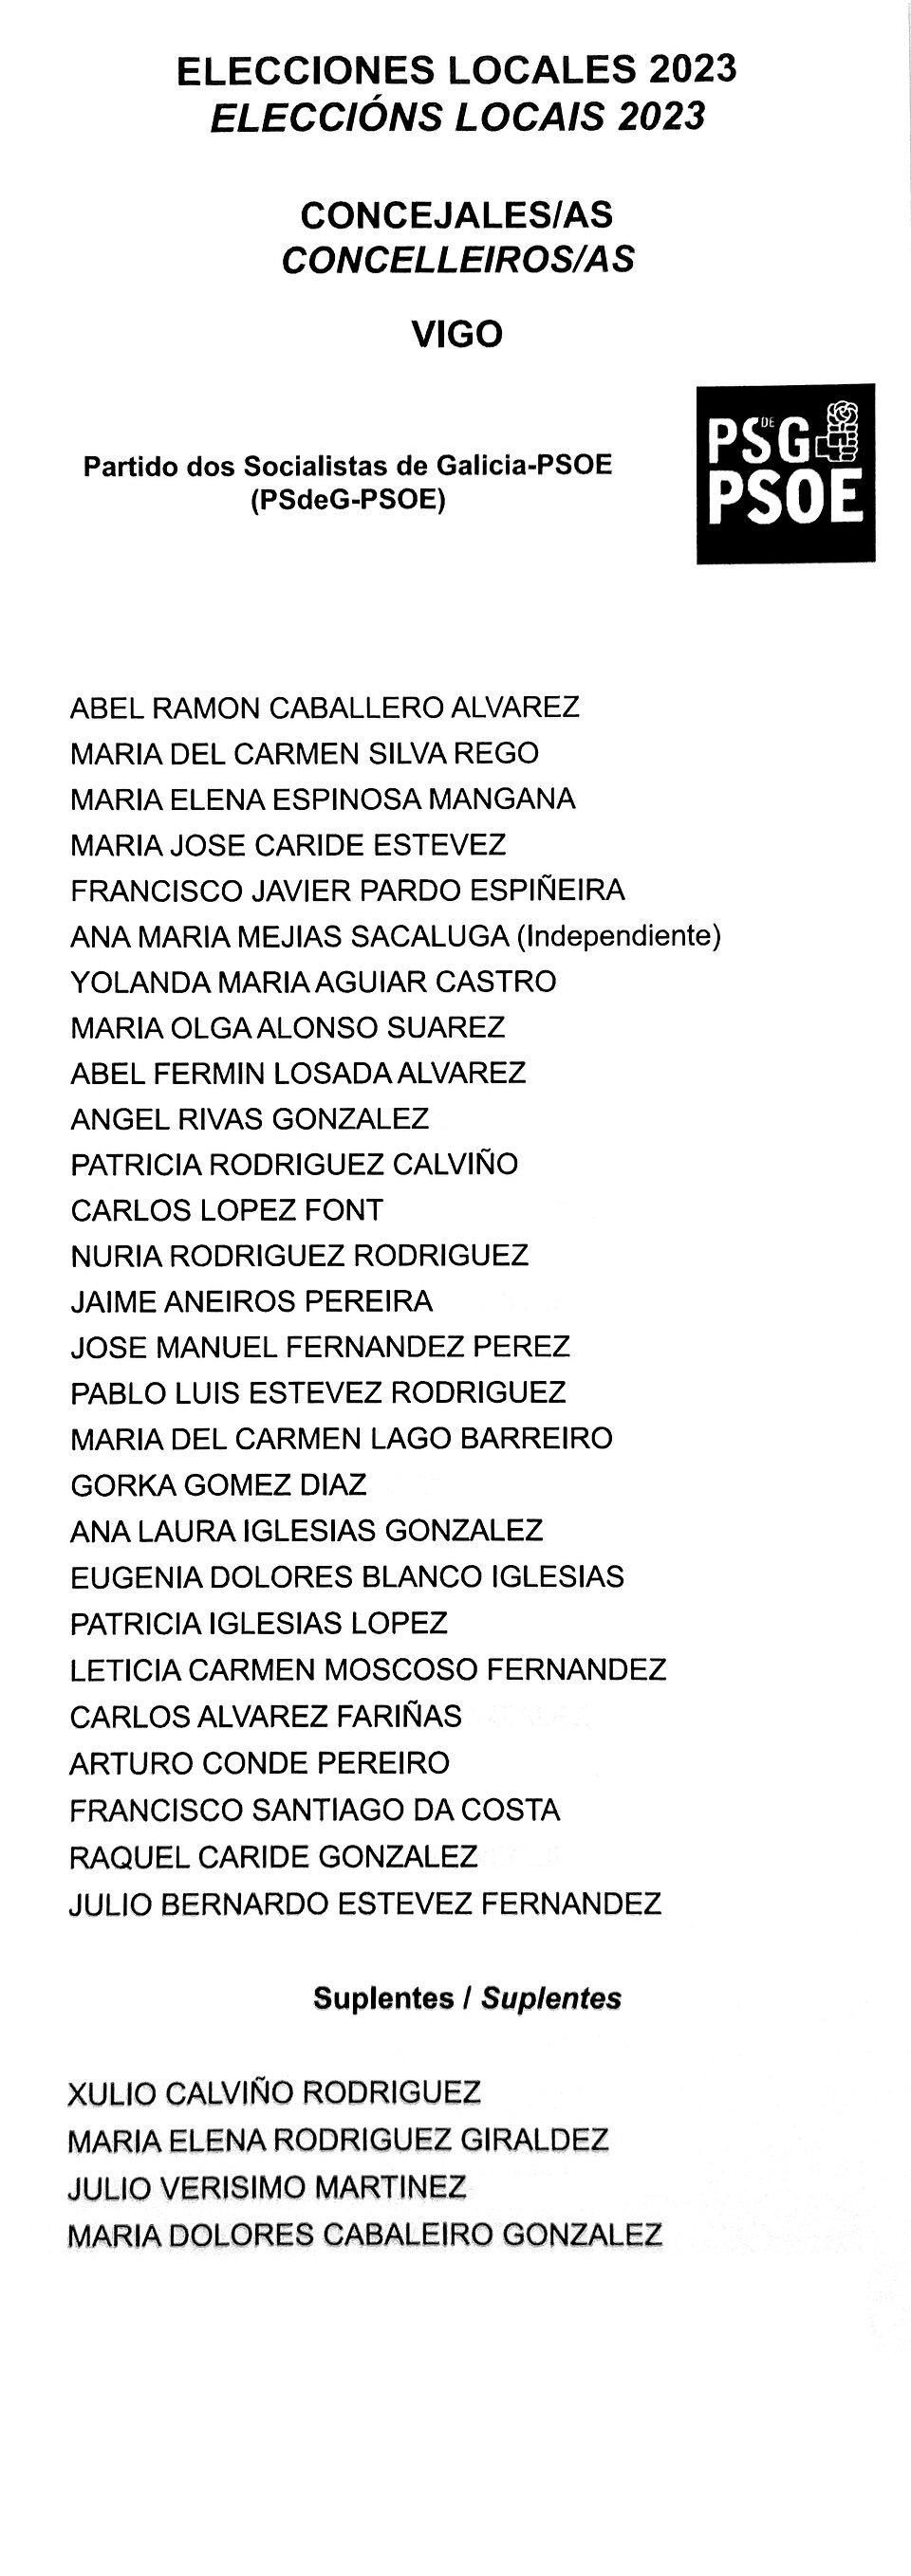 ELECCIONES LOCALES 2023
ELECCIÓNS LOCAIS 2023
CONCEJALES/AS
CONCELLEIROS/AS
VIGO
Partido dos Socialistas de Galicia-PSOE
(PSdeG-PSOE)
PSDEG
PSOE
ABEL RAMON CABALLERO ALVAREZ
MARIA DEL CARMEN SILVA REGO
MARIA ELENA ESPINOSA MANGANA
MARIA JOSE CARIDE ESTEVEZ
FRANCISCO JAVIER PARDO ESPIÑEIRA
ANA MARIA MEJIAS SACALUGA (Independiente)
YOLANDA MARIA AGUIAR CASTRO
MARIA OLGA ALONSO SUAREZ
ABEL FERMIN LOSADA ALVAREZ
ANGEL RIVAS GONZALEZ
PATRICIA RODRIGUEZ CALVIÑO
CARLOS LOPEZ FONT
NURIA RODRIGUEZ RODRIGUEZ
JAIME ANEIROS PEREIRA
JOSE MANUEL FERNANDEZ PEREZ
PABLO LUIS ESTEVEZ RODRIGUEZ
MARIA DEL CARMEN LAGO BARREIRO
GORKA GOMEZ DIAZ
ANA LAURA IGLESIAS GONZALEZ
EUGENIA DOLORES BLANCO IGLESIAS
PATRICIA IGLESIAS LOPEZ
LETICIA CARMEN MOSCOSO FERNANDEZ
CARLOS ALVAREZ FARIÑAS
ARTURO CONDE PEREIRO
FRANCISCO SANTIAGO DA COSTA
RAQUEL CARIDE GONZALEZ
JULIO BERNARDO ESTEVEZ FERNANDEZ
Suplentes / Suplentes
XULIO CALVIÑO RODRIGUEZ
MARIA ELENA RODRIGUEZ GIRALDEZ
JULIO VERISIMO MARTINEZ
MARIA DOLORES CABALEIRO GONZALEZ